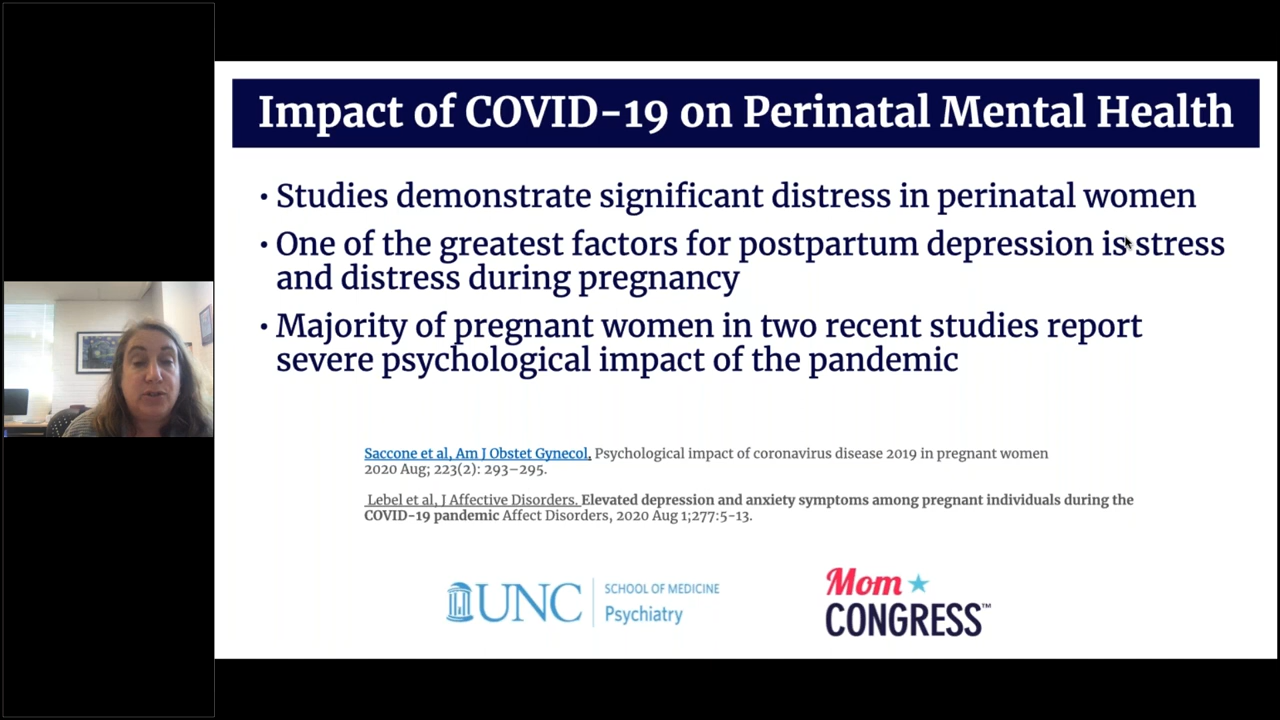 Impact of COVID-19 on Perinatal Mental Health
• Studies demonstrate significant distress in perinatal women
• One of the greatest factors for postpartum depression is stress
and distress during pregnancy
• Majority of pregnant women in two recent studies report
severe psychological impact of the pandemic
Saccone et al, Am J Obstet Gynecol. Psychological impact of coronavirus disease 2019 in pregnant women
2020 Aug; 223(2): 293–295.
Lebel et al, J Affective Disorders. Elevated depression and anxiety symptoms among pregnant individuals during the
COVID-19 pandemic Affect Disorders, 2020 Aug 1;277:5-13.
UNC
SCHOOL OF MEDICINE
Psychiatry
Mom
CONGRESS™